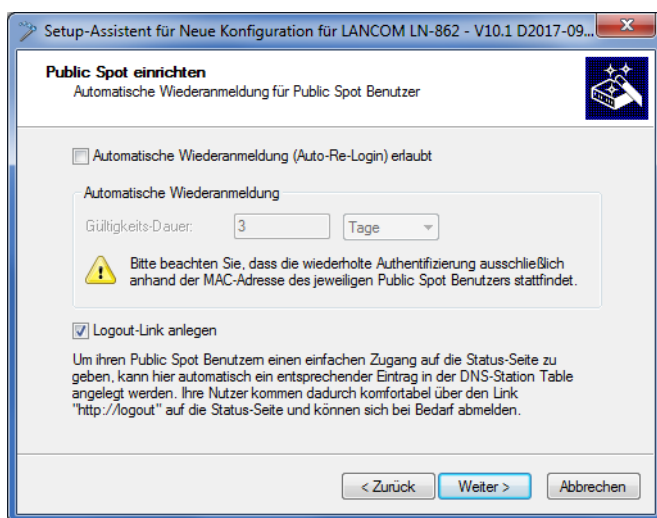 Setup-Assistent für Neue Konfiguration für LANCOM LN-862 - V10.1 D2017-09...
Public Spot einrichten
Automatische Wiederanmeldung für Public Spot Benutzer
Automatische Wiederanmeldung (Auto-Re-Login) erlaubt
Automatische Wiederanmeldung
Gültigkeits-Dauer: 3 Tage
Bitte beachten Sie, dass die wiederholte Authentifizierung ausschließlich
anhand der MAC-Adresse des jeweiligen Public Spot Benutzers stattfindet.
Logout-Link anlegen
Um ihren Public Spot Benutzern einen einfachen Zugang auf die Status-Seite zu
geben, kann hier automatisch ein entsprechender Eintrag in der DNS-Station Table
angelegt werden. Ihre Nutzer kommen dadurch komfortabel über den Link
"http://logout" auf die Status-Seite und können sich bei Bedarf abmelden.
< Zurück Weiter > Abbrechen